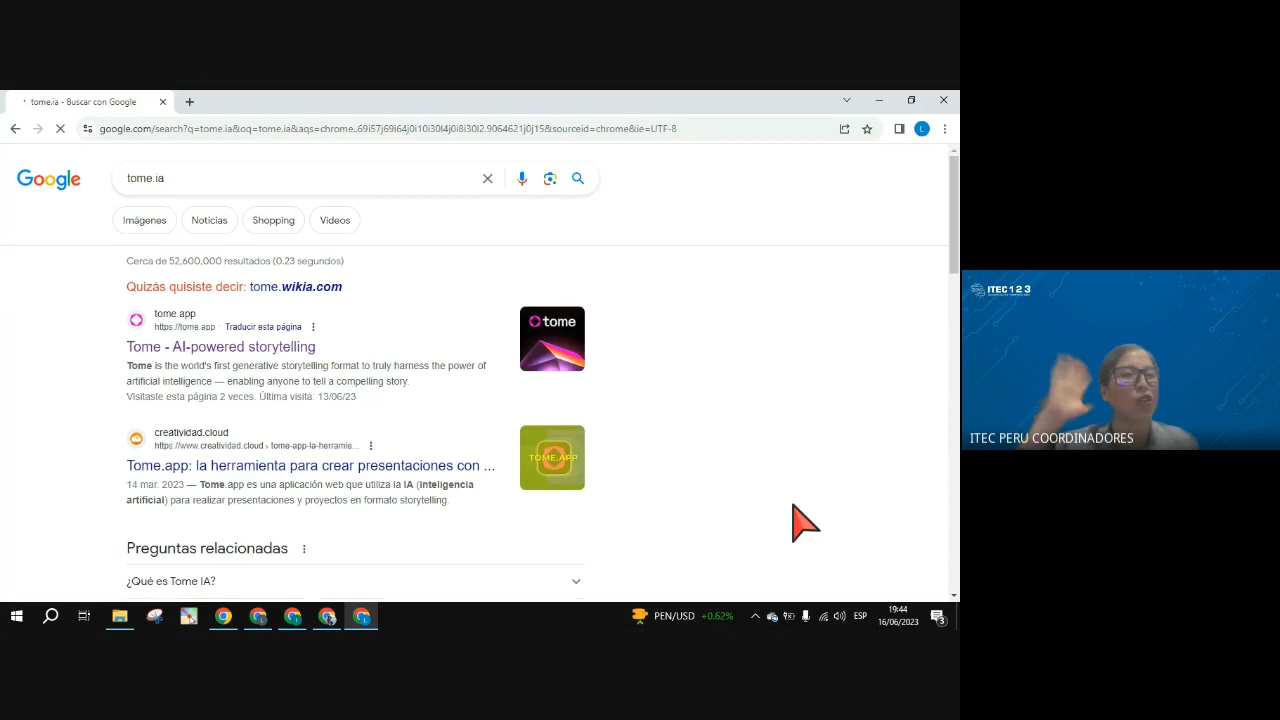 tome.ia - Buscar con Google
google.com/search?q=tome.ia&oq=tome.ia&aqs=chrome..69i57j69i64j0i10i30l4j0i8i30l2.9064621j0j15&sourceid=chrome&ie=UTF-8
L
Google
tome.ia
Imágenes
Noticias
Shopping
Videos
Cerca de 52,600,000 resultados (0.23 segundos)
Quizás quisiste decir: tome.wikia.com
tome.app
https://tome.app · Traducir esta página
Tome - AI-powered storytelling
Tome is the world's first generative storytelling format to truly harness the power of
artificial intelligence — enabling anyone to tell a compelling story.
Visitaste esta página 2 veces. Última visita: 13/06/23
tome
creatividad.cloud
https://www.creatividad.cloud › tome-app-la-herramie...
Tome.app: la herramienta para crear presentaciones con ...
14 mar. 2023 — Tome.app es una aplicación web que utiliza la IA (inteligencia
artificial) para realizar presentaciones y proyectos en formato storytelling.
TOME.APP
Preguntas relacionadas
¿Qué es Tome IA?
PEN/USD +0.62%
ESP
19:44
16/06/2023
3
ITEC 1 2 3
ITEC PERU COORDINADORES